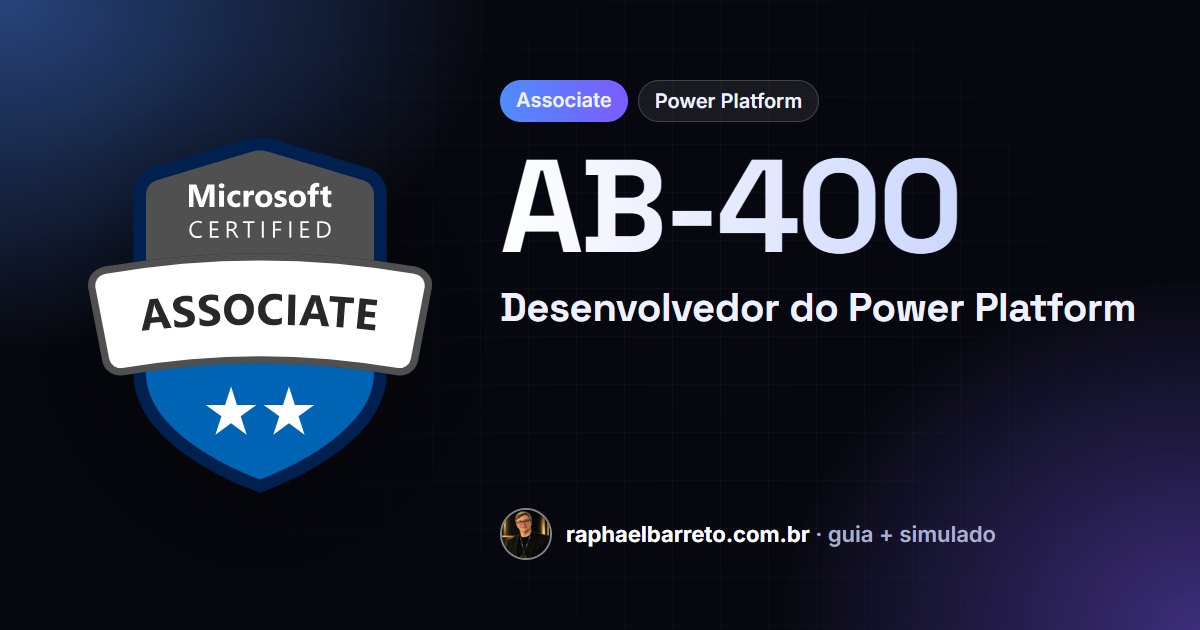 Microsoft
CERTIFIED
ASSOCIATE
Associate
Power Platform
AB-400
Desenvolvedor do Power Platform
raphaelbarreto.com.br · guia + simulado